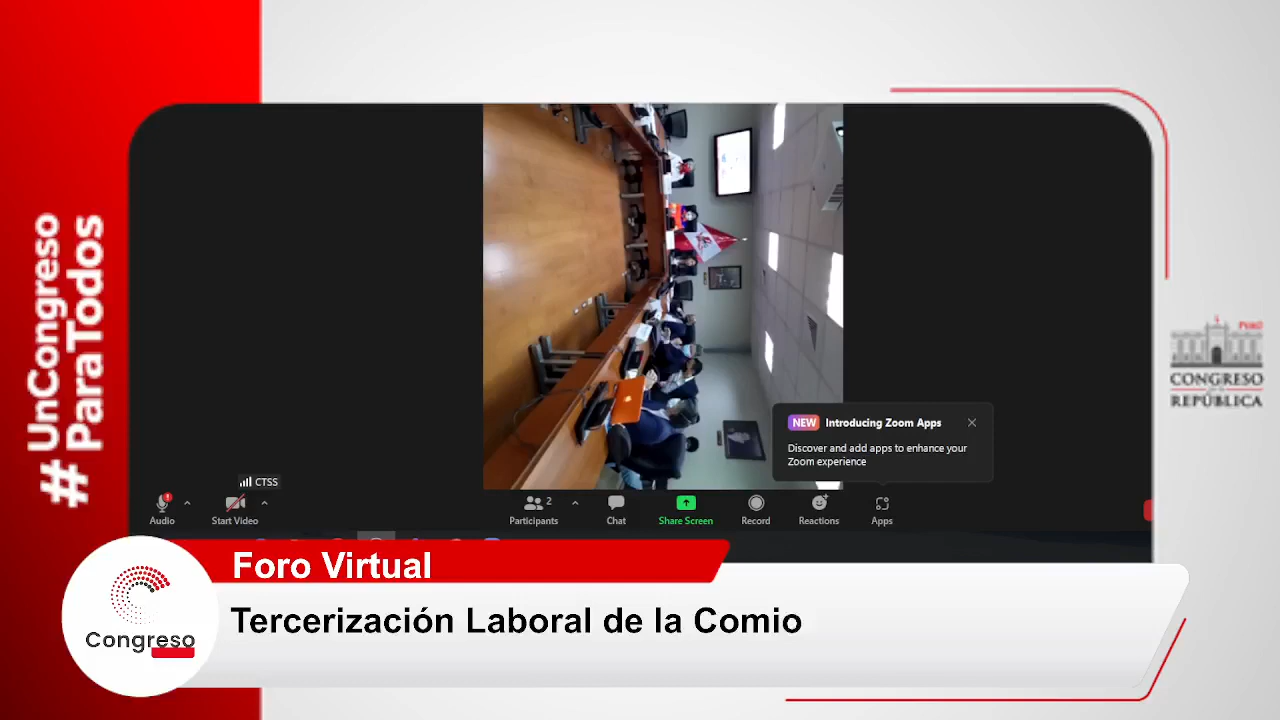 #UnCongreso
ParaTodos
PERÚ
CONGRESO
REPÚBLICA
NEW Introducing Zoom Apps
Discover and add apps to enhance your
Zoom experience
CTSS
Audio
Start Video
2
Participants
Chat
Share Screen
Record
Reactions
Apps
Foro Virtual
Tercerización Laboral de la Comio
Congreso